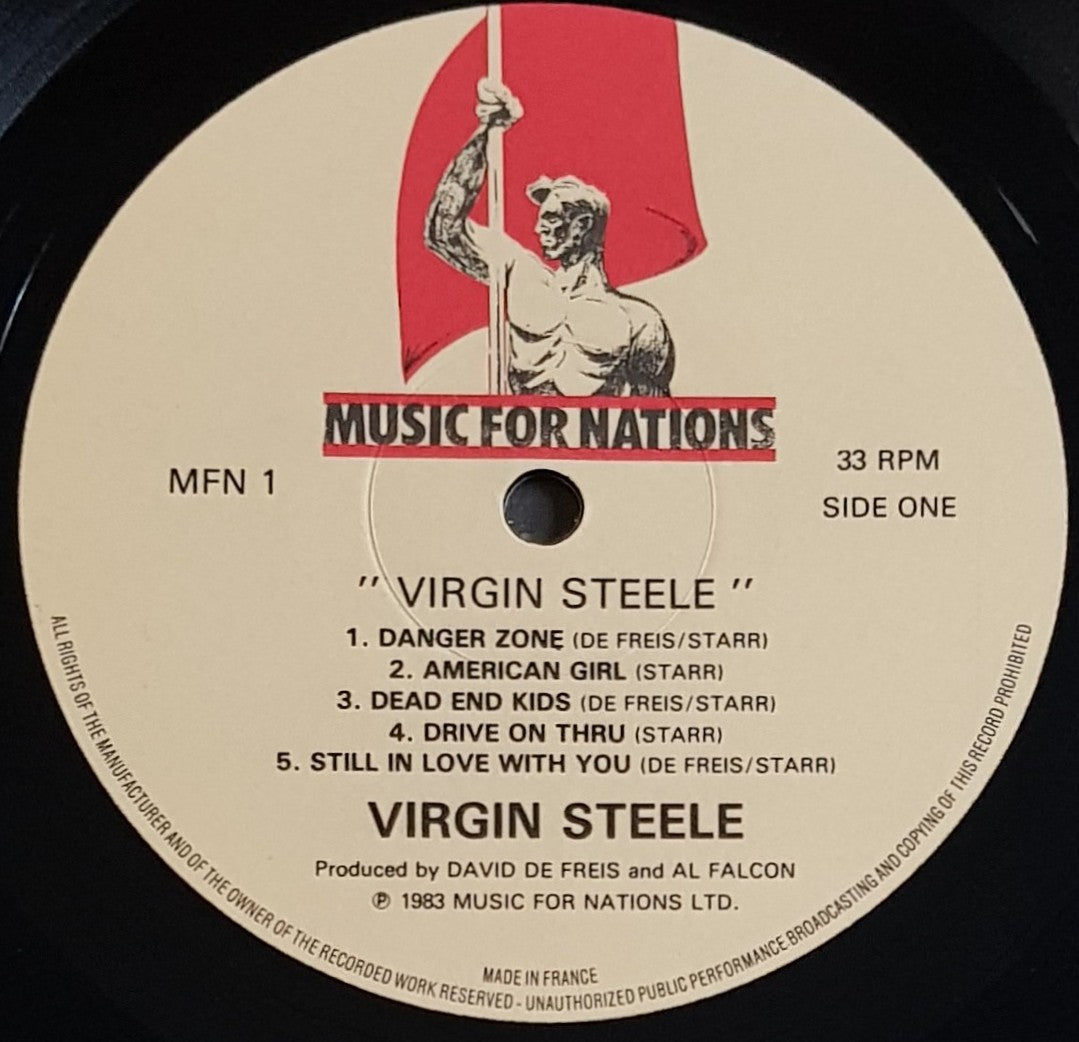 MUSIC FOR NATIONS
MFN 1
33 RPM
SIDE ONE
" VIRGIN STEELE "
1. DANGER ZONE (DE FREIS/STARR)
2. AMERICAN GIRL (STARR)
3. DEAD END KIDS (DE FREIS/STARR)
4. DRIVE ON THRU (STARR)
5. STILL IN LOVE WITH YOU (DE FREIS/STARR)
VIRGIN STEELE
Produced by DAVID DE FREIS and AL FALCON
℗ 1983 MUSIC FOR NATIONS LTD.
MADE IN FRANCE
ALL RIGHTS OF THE MANUFACTURER AND OF THE OWNER OF THE RECORDED WORK RESERVED - UNAUTHORIZED PUBLIC PERFORMANCE BROADCASTING AND COPYING OF THIS RECORD PROHIBITED